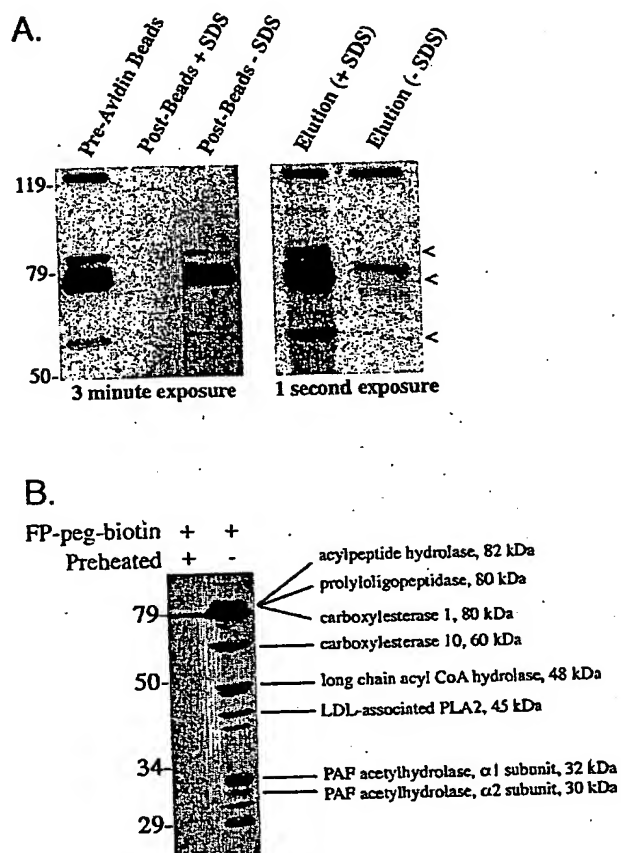 A.
Pre-Avidin Beads
Post-Beads + SDS
Post-Beads - SDS
Elution (+ SDS)
Elution (- SDS)
119-
79-
50-
<
<
<
3 minute exposure
1 second exposure
B.
FP-peg-biotin + +
Preheated + -
79-
50-
34-
29-
acylpeptide hydrolase, 82 kDa
prolyloligopeptidase, 80 kDa
carboxylesterase 1, 80 kDa
carboxylesterase 10, 60 kDa
long chain acyl CoA hydrolase, 48 kDa
LDL-associated PLA2, 45 kDa
PAF acetylhydrolase, α1 subunit, 32 kDa
PAF acetylhydrolase, α2 subunit, 30 kDa